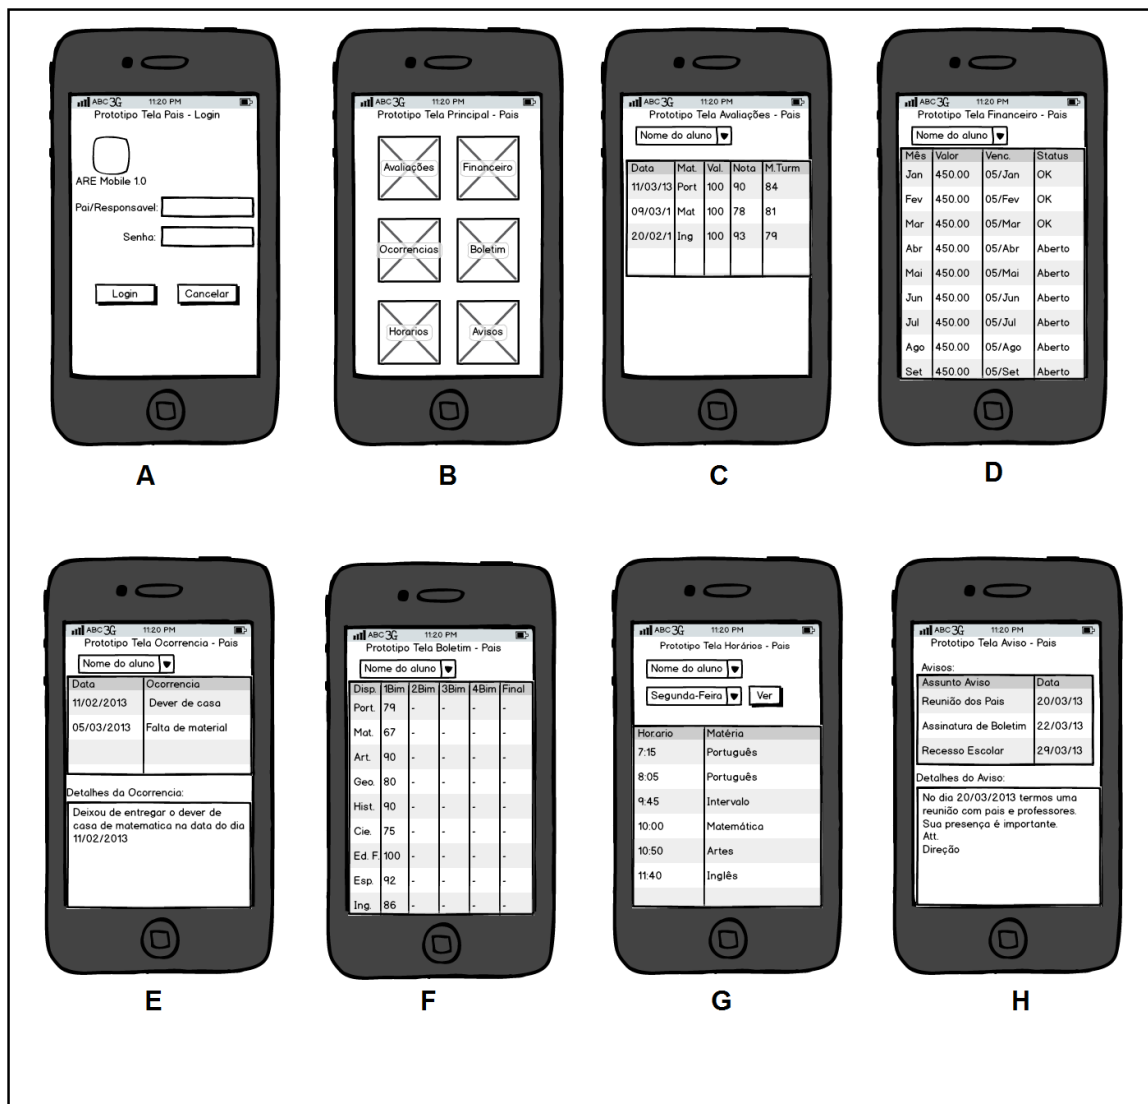 ABC 3G 11:20 PM
Prototipo Tela Pais - Login
ARE Mobile 1.0
Pai/Responsavel:
Senha:
Login Cancelar
A
ABC 3G 11:20 PM
Prototipo Tela Principal - Pais
Avaliações Financeiro
Ocorrencias Boletim
Horarios Avisos
B
ABC 3G 11:20 PM
Prototipo Tela Avaliações - Pais
Nome do aluno
Data Mat. Val. Nota M.Turm
11/03/13 Port 100 90 84
09/03/1 Mat 100 78 81
20/02/1 Ing 100 93 79
C
ABC 3G 11:20 PM
Prototipo Tela Financeiro - Pais
Nome do aluno
Mês Valor Venc. Status
Jan 450.00 05/Jan OK
Fev 450.00 05/Fev OK
Mar 450.00 05/Mar OK
Abr 450.00 05/Abr Aberto
Mai 450.00 05/Mai Aberto
Jun 450.00 05/Jun Aberto
Jul 450.00 05/Jul Aberto
Ago 450.00 05/Ago Aberto
Set 450.00 05/Set Aberto
D
ABC 3G 11:20 PM
Prototipo Tela Ocorrencia - Pais
Nome do aluno
Data Ocorrencia
11/02/2013 Dever de casa
05/03/2013 Falta de material
Detalhes da Ocorrencia:
Deixou de entregar o dever de
casa de matematica na data do dia
11/02/2013
E
ABC 3G 11:20 PM
Prototipo Tela Boletim - Pais
Nome do aluno
Disp. 1Bim 2Bim 3Bim 4Bim Final
Port. 79 - - - -
Mat. 67 - - - -
Art. 90 - - - -
Geo. 80 - - - -
Hist. 90 - - - -
Cie. 75 - - - -
Ed. F. 100 - - - -
Esp. 92 - - - -
Ing. 86 - - - -
F
ABC 3G 11:20 PM
Prototipo Tela Horários - Pais
Nome do aluno
Segunda-Feira Ver
Horario Matéria
7:15 Português
8:05 Português
9:45 Intervalo
10:00 Matemática
10:50 Artes
11:40 Inglês
G
ABC 3G 11:20 PM
Prototipo Tela Aviso - Pais
Avisos:
Assunto Aviso Data
Reunião dos Pais 20/03/13
Assinatura de Boletim 22/03/13
Recesso Escolar 29/03/13
Detalhes do Aviso:
No dia 20/03/2013 termos uma
reunião com pais e professores.
Sua presença é importante.
Att.
Direção
H